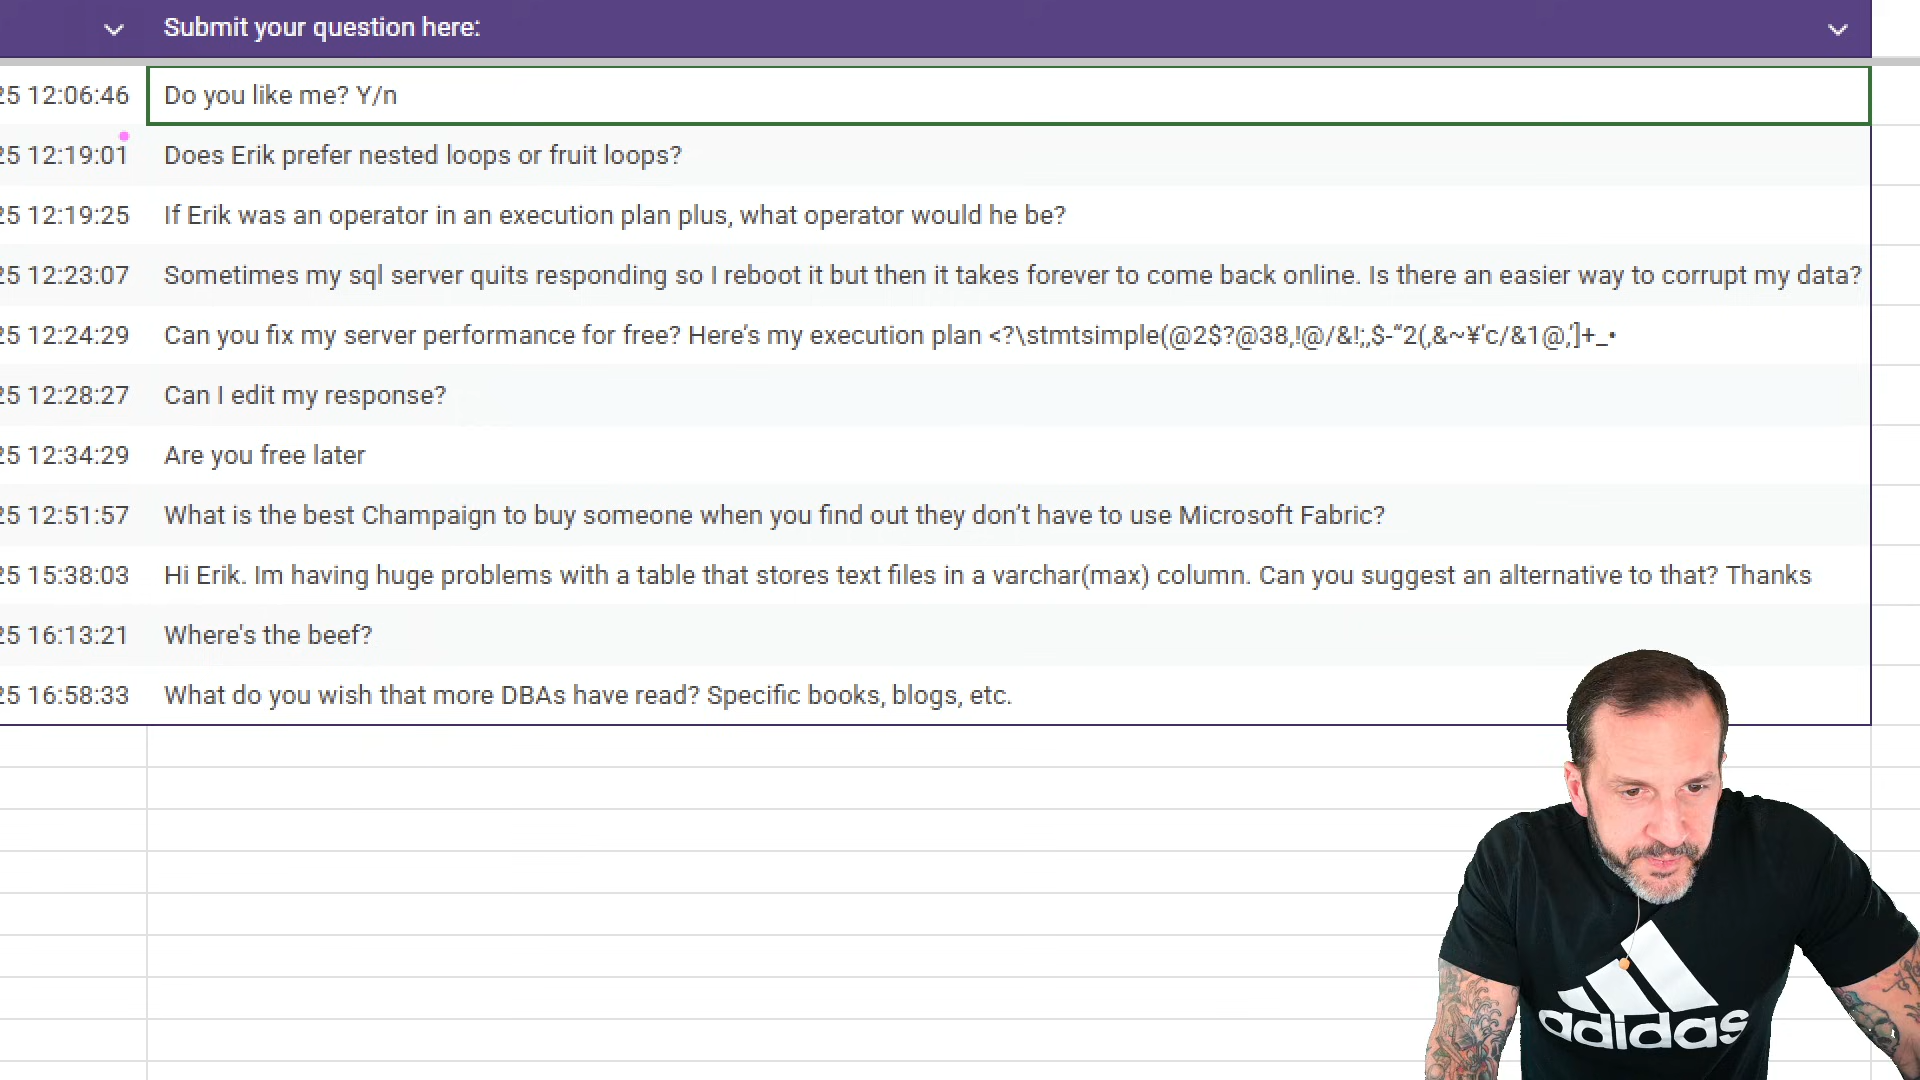 Submit your question here:
25 12:06:46 Do you like me? Y/n
25 12:19:01 Does Erik prefer nested loops or fruit loops?
25 12:19:25 If Erik was an operator in an execution plan plus, what operator would he be?
25 12:23:07 Sometimes my sql server quits responding so I reboot it but then it takes forever to come back online. Is there an easier way to corrupt my data?
25 12:24:29 Can you fix my server performance for free? Here’s my execution plan <?\stmtsimple(@2$?@38,!@/&!;,$-“2(,&~¥’c/&1@,’]+_•
25 12:28:27 Can I edit my response?
25 12:34:29 Are you free later
25 12:51:57 What is the best Champaign to buy someone when you find out they don’t have to use Microsoft Fabric?
25 15:38:03 Hi Erik. Im having huge problems with a table that stores text files in a varchar(max) column. Can you suggest an alternative to that? Thanks
25 16:13:21 Where's the beef?
25 16:58:33 What do you wish that more DBAs have read? Specific books, blogs, etc.
adidas